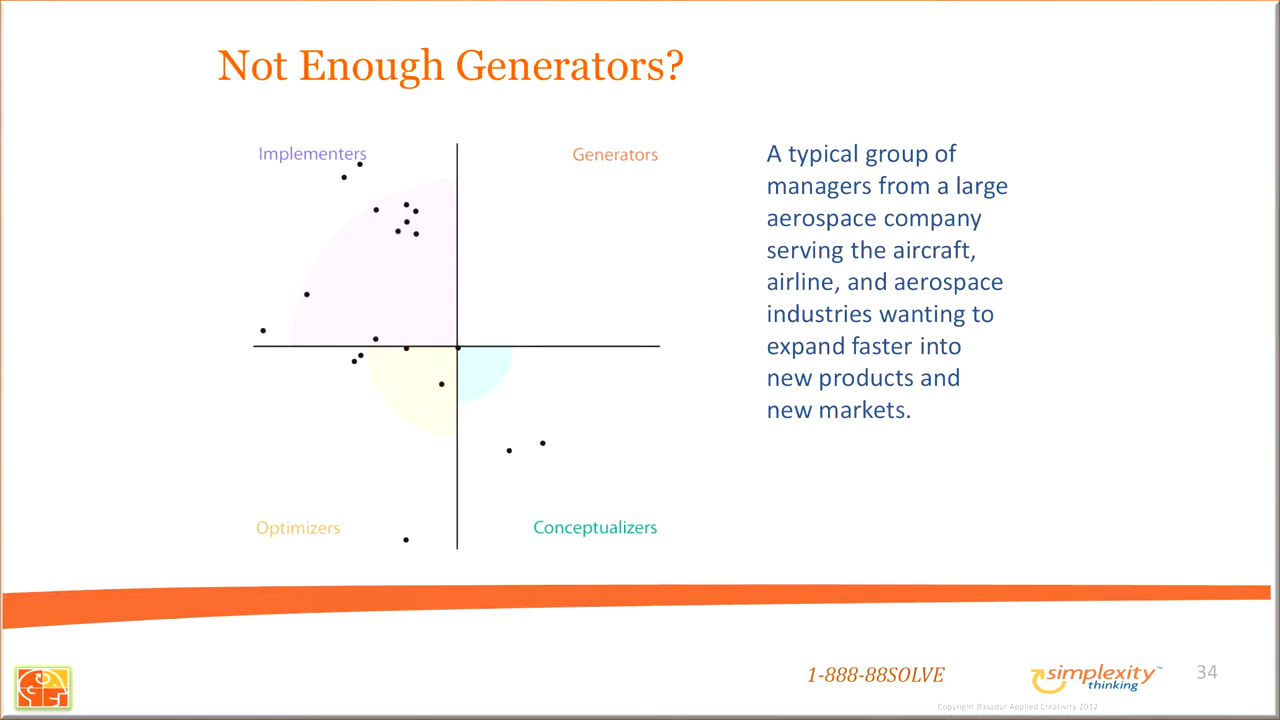 Not Enough Generators?
Implementers
Generators
A typical group of
managers from a large
aerospace company
serving the aircraft,
airline, and aerospace
industries wanting to
expand faster into
new products and
new markets.
Optimizers
Conceptualizers
1-888-88SOLVE
simplexity™
thinking
34
Copyright Basadur Applied Creativity 2012